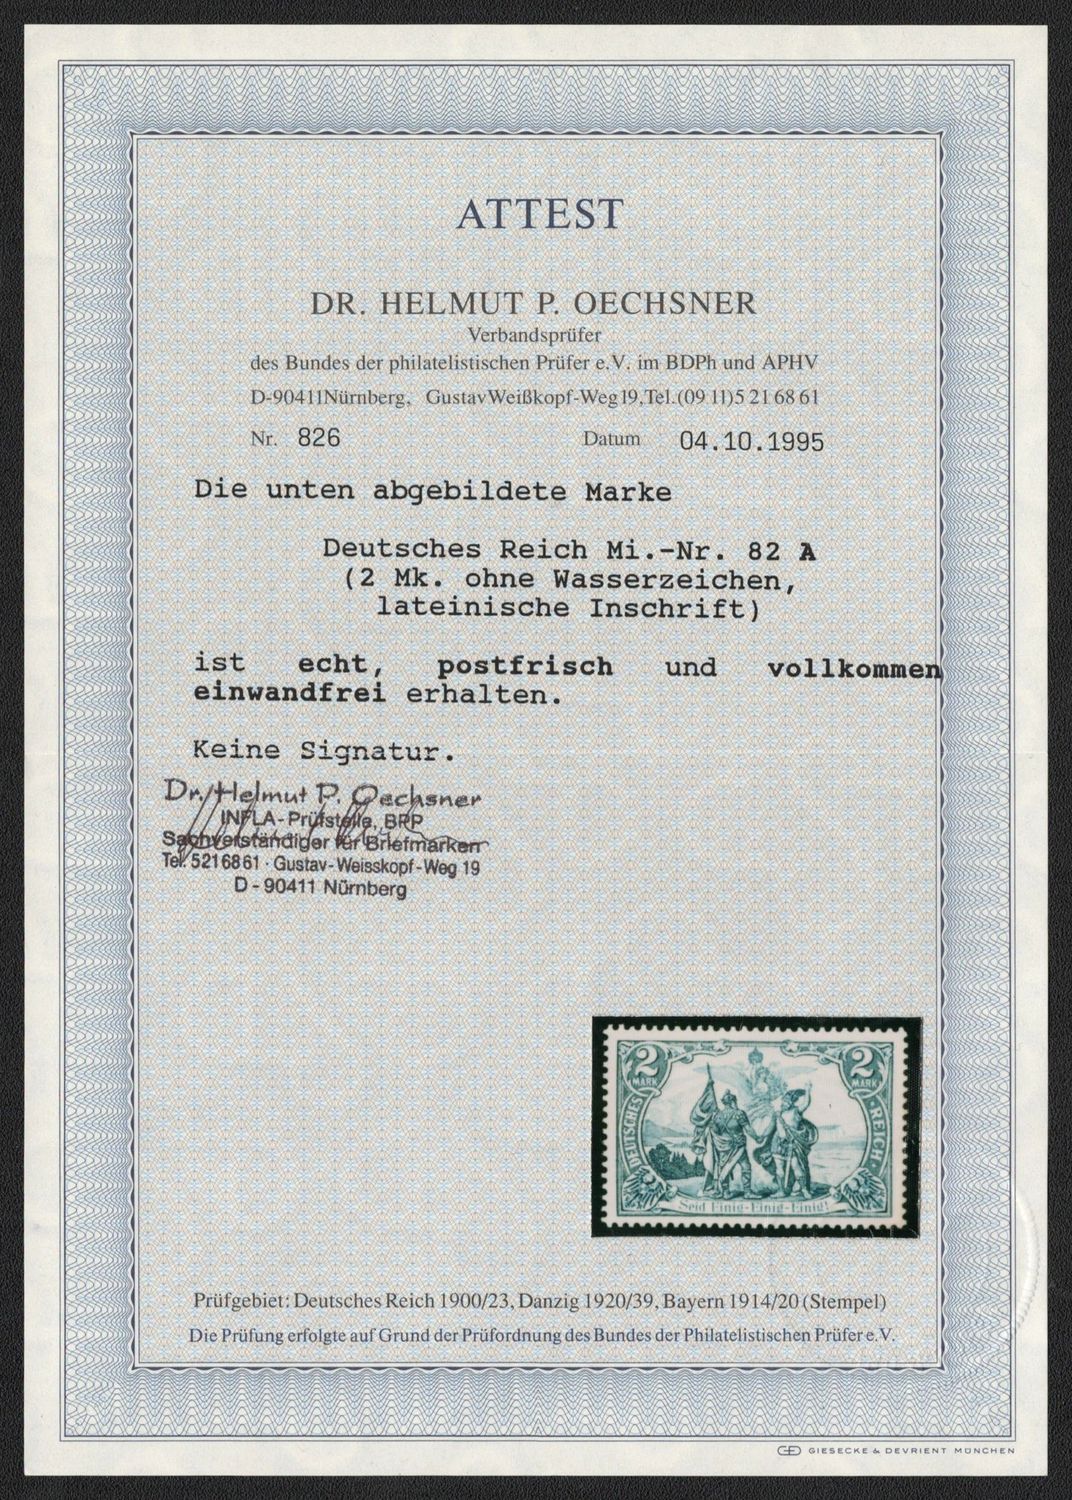 ATTEST
DR. HELMUT P. OECHSNER
Verbandsprüfer
des Bundes der philatelistischen Prüfer e.V. im BDPh und APHV
D-90411Nürnberg, GustavWeißkopf-Weg19,Tel.(09 11)5 21 68 61
Nr. 826 Datum 04.10.1995
Die unten abgebildete Marke
Deutsches Reich Mi.-Nr. 82 A
(2 Mk. ohne Wasserzeichen,
lateinische Inschrift)
ist echt, postfrisch und vollkommen
einwandfrei erhalten.
Keine Signatur.
Dr. Helmut P. Oechsner
INFLA-Prüfstelle, BPP
Sachverständiger für Briefmarken
Tel. 5216861 · Gustav-Weisskopf-Weg 19
D-90411 Nürnberg
2 MARK 2 MARK
DEUTSCHES REICH
Seid Einig-Einig-Einig!
Prüfgebiet: Deutsches Reich 1900/23, Danzig 1920/39, Bayern 1914/20 (Stempel)
Die Prüfung erfolgte auf Grund der Prüfordnung des Bundes der Philatelistischen Prüfer e.V.
GIESECKE & DEVRIENT MÜNCHEN